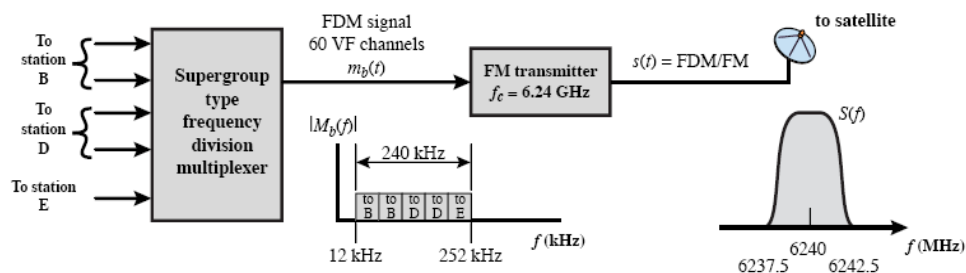 To
station
B
To
station
D
To station
E
Supergroup
type
frequency
division
multiplexer
FDM signal
60 VF channels
m_b(t)
FM transmitter
f_c = 6.24 GHz
s(t) = FDM/FM
to satellite
|M_b(f)|
240 kHz
to to to to to
B B D D E
12 kHz
252 kHz
f (kHz)
S(f)
6240
6237.5
6242.5
f (MHz)